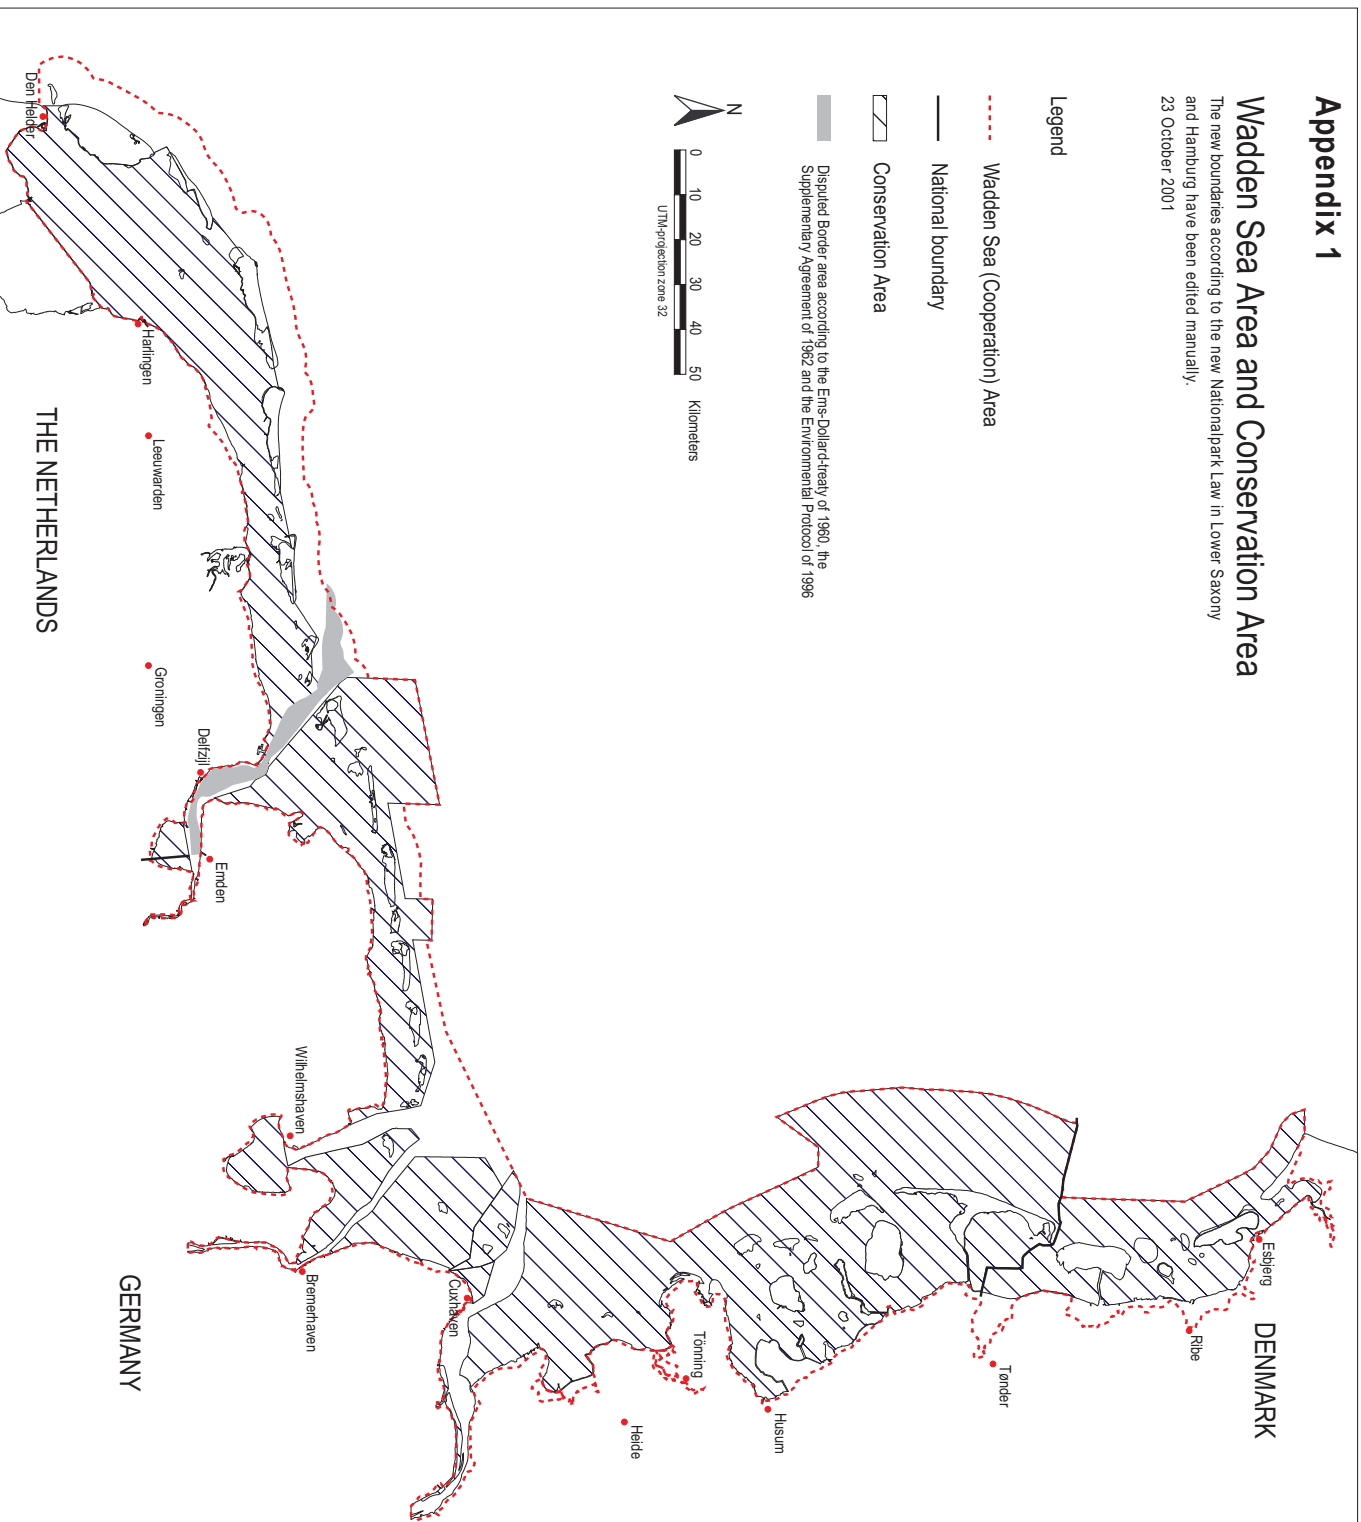 Appendix 1
Wadden Sea Area and Conservation Area
The new boundaries according to the new Nationalpark Law in Lower Saxony
and Hamburg have been edited manually.
23 October 2001
Legend
Wadden Sea (Cooperation) Area
National boundary
Conservation Area
Disputed Border area according to the Ems-Dollard-treaty of 1960, the
Supplementary Agreement of 1962 and the Environmental Protocol of 1996
N
0 10 20 30 40 50 Kilometers
UTM-projection zone 32
DENMARK
Esbjerg
Ribe
Tønder
Husum
Tönning
Heide
Cuxhaven
Bremerhaven
Wilhelmshaven
GERMANY
Emden
Delfzijl
Groningen
Leeuwarden
Harlingen
Den Helder
THE NETHERLANDS